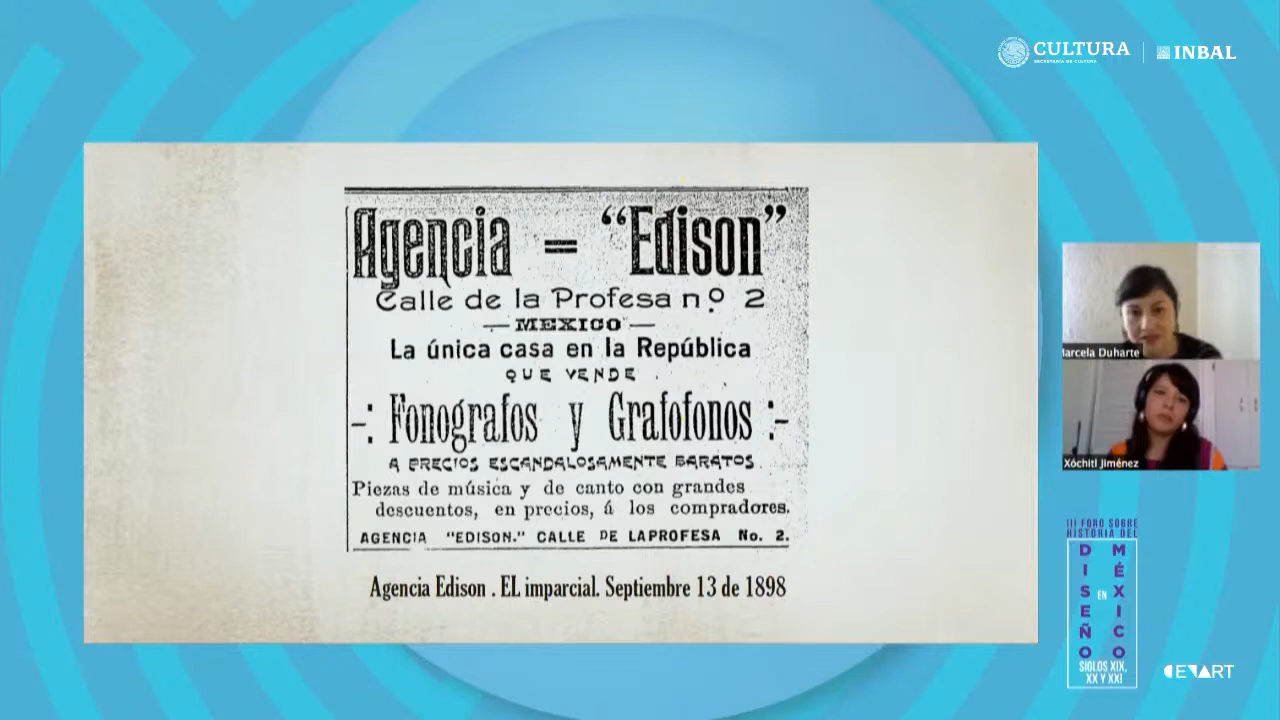 CULTURA
SECRETARÍA DE CULTURA
INBAL
Agencia = “Edison”
Calle de la Profesa nº 2
— MEXICO —
La única casa en la República
QUE VENDE
-: Fonografos y Grafofonos :-
A PRECIOS ESCANDALOSAMENTE BARATOS.
Piezas de música y de canto con grandes
descuentos, en precios, á los compradores.
AGENCIA "EDISON." CALLE DE LAPROFESA No. 2.
Agencia Edison . EL imparcial. Septiembre 13 de 1898
Marcela Duharte
Xóchitl Jiménez
III FORO SOBRE
HISTORIA DEL
DISEÑO
EN
MÉXICO
SIGLOS XIX,
XX Y XXI
CENART